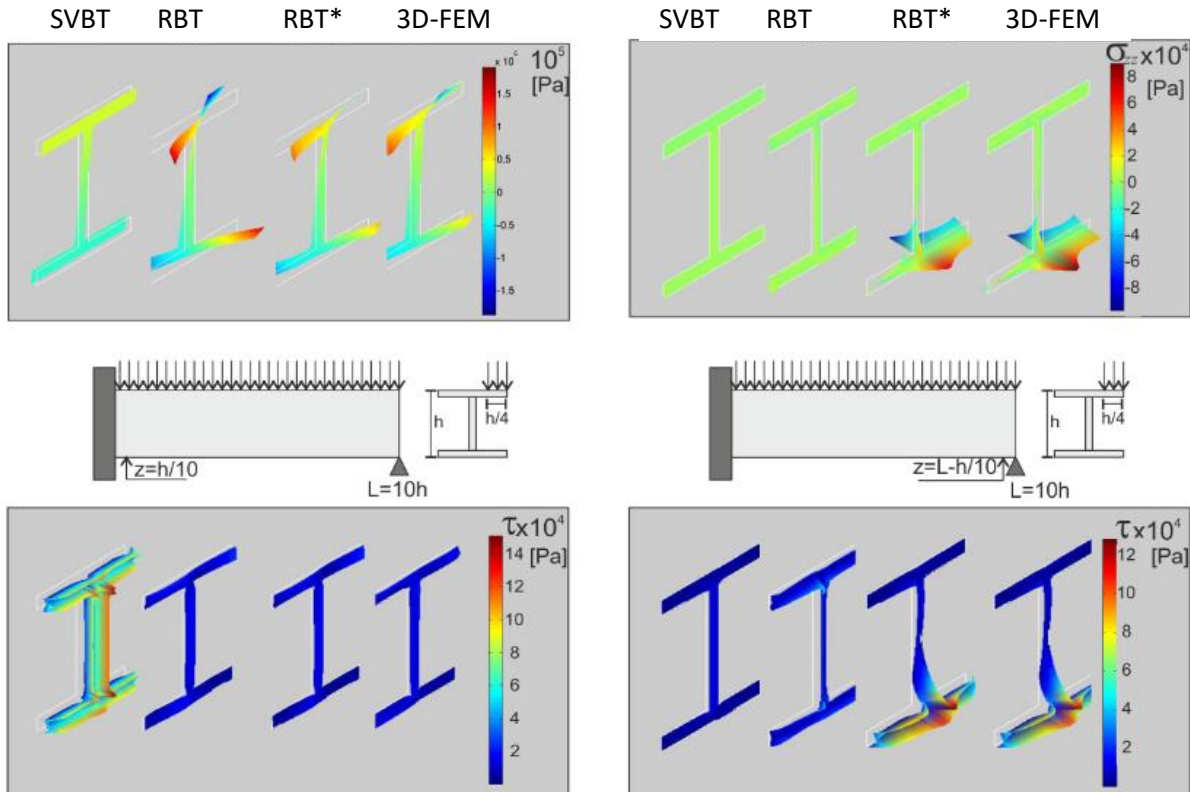 SVBT RBT RBT* 3D-FEM
SVBT RBT RBT* 3D-FEM
x 10⁵ 10⁵
[Pa]
1.5
1
0.5
0
-0.5
-1
-1.5
σzz x10⁴
[Pa]
8
6
4
2
0
-2
-4
-6
-8
h
h/4
z=h/10
L=10h
h
h/4
z=L-h/10
L=10h
τx10⁴
[Pa]
14
12
10
8
6
4
2
τx10⁴
[Pa]
12
10
8
6
4
2